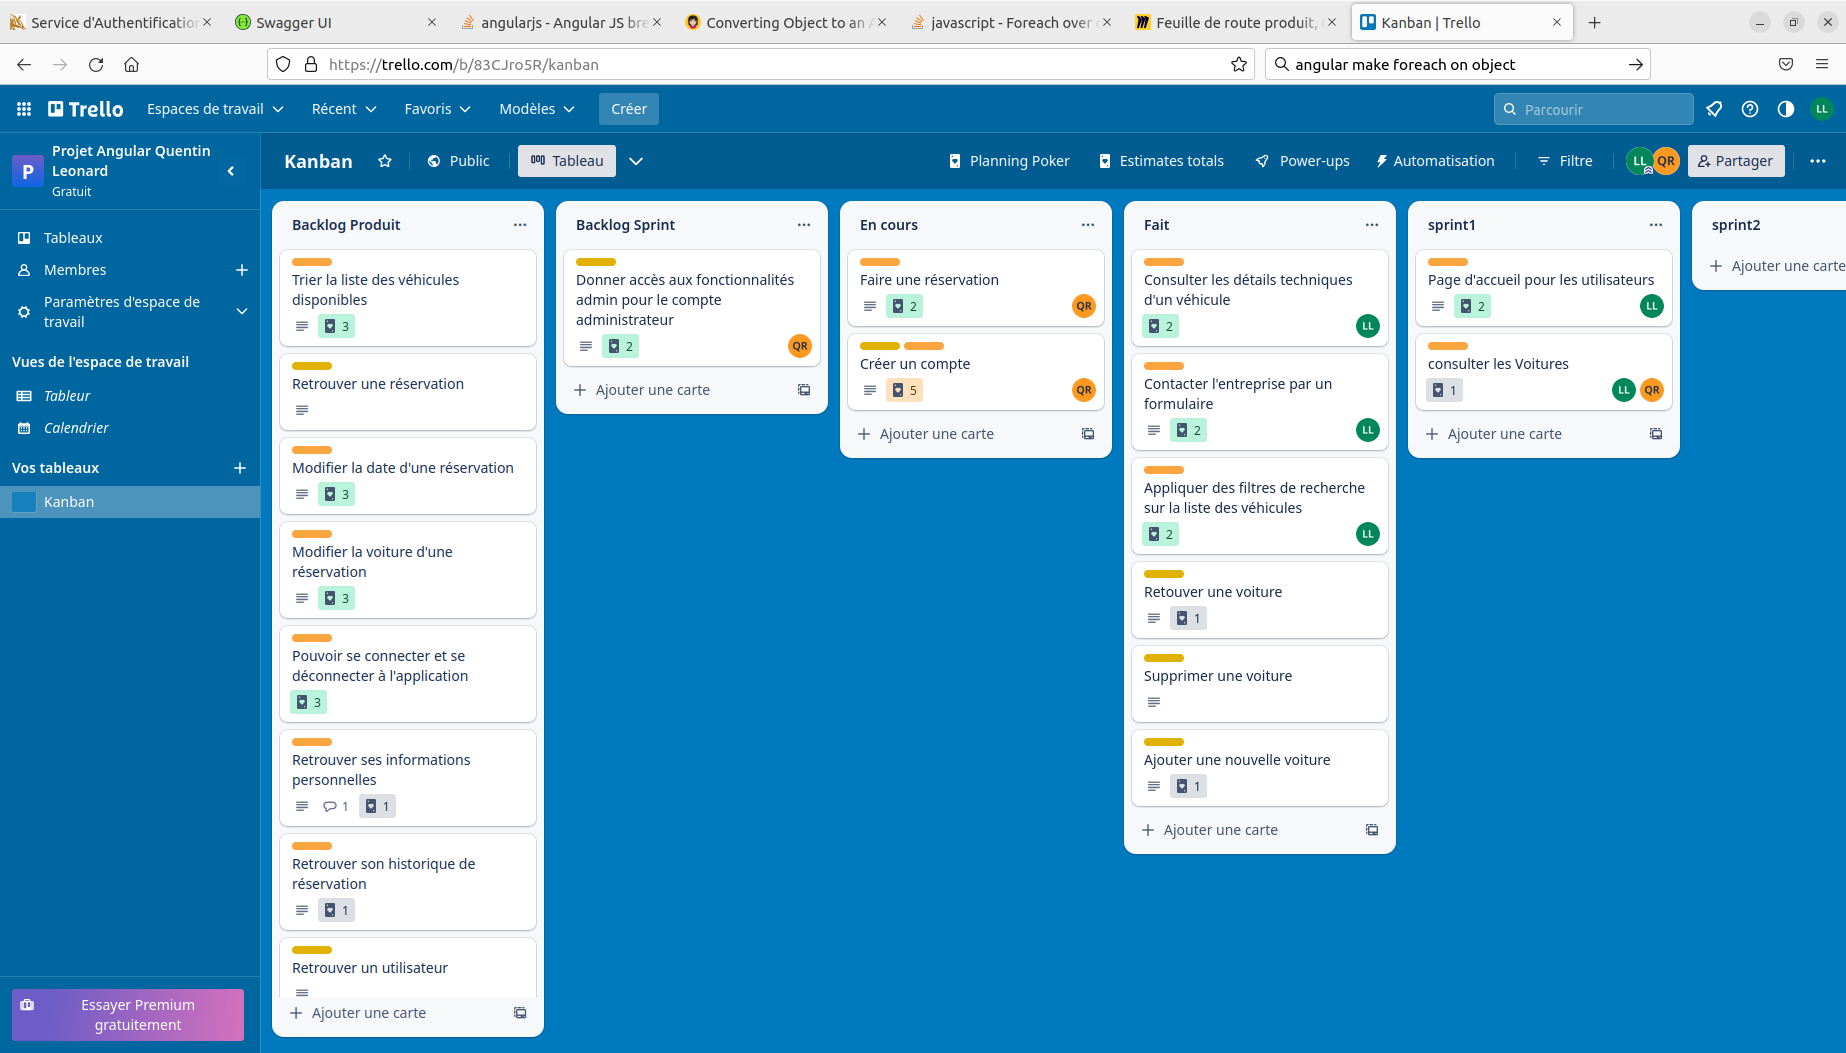 Service d'Authentification
Swagger UI
angularjs - Angular JS bre
Converting Object to an A
javascript - Foreach over
Feuille de route produit,
Kanban | Trello
https://trello.com/b/83CJro5R/kanban
angular make foreach on object
Trello
Espaces de travail
Récent
Favoris
Modèles
Créer
Parcourir
LL
P
Projet Angular Quentin
Leonard
Gratuit
Kanban
Public
Tableau
Planning Poker
Estimates totals
Power-ups
Automatisation
Filtre
LL
QR
Partager
Tableaux
Membres
Paramètres d'espace de
travail
Vues de l'espace de travail
Tableur
Calendrier
Vos tableaux
Kanban
Essayer Premium
gratuitement
Backlog Produit
Trier la liste des véhicules
disponibles
3
Retrouver une réservation
Modifier la date d'une réservation
3
Modifier la voiture d'une
réservation
3
Pouvoir se connecter et se
déconnecter à l'application
3
Retrouver ses informations
personnelles
1
1
Retrouver son historique de
réservation
1
Retrouver un utilisateur
Ajouter une carte
Backlog Sprint
Donner accès aux fonctionnalités
admin pour le compte
administrateur
2
QR
Ajouter une carte
En cours
Faire une réservation
2
QR
Créer un compte
5
QR
Ajouter une carte
Fait
Consulter les détails techniques
d'un véhicule
2
LL
Contacter l'entreprise par un
formulaire
2
LL
Appliquer des filtres de recherche
sur la liste des véhicules
2
LL
Retouver une voiture
1
Supprimer une voiture
Ajouter une nouvelle voiture
1
Ajouter une carte
sprint1
Page d'accueil pour les utilisateurs
2
LL
consulter les Voitures
1
LL
QR
Ajouter une carte
sprint2
Ajouter une carte